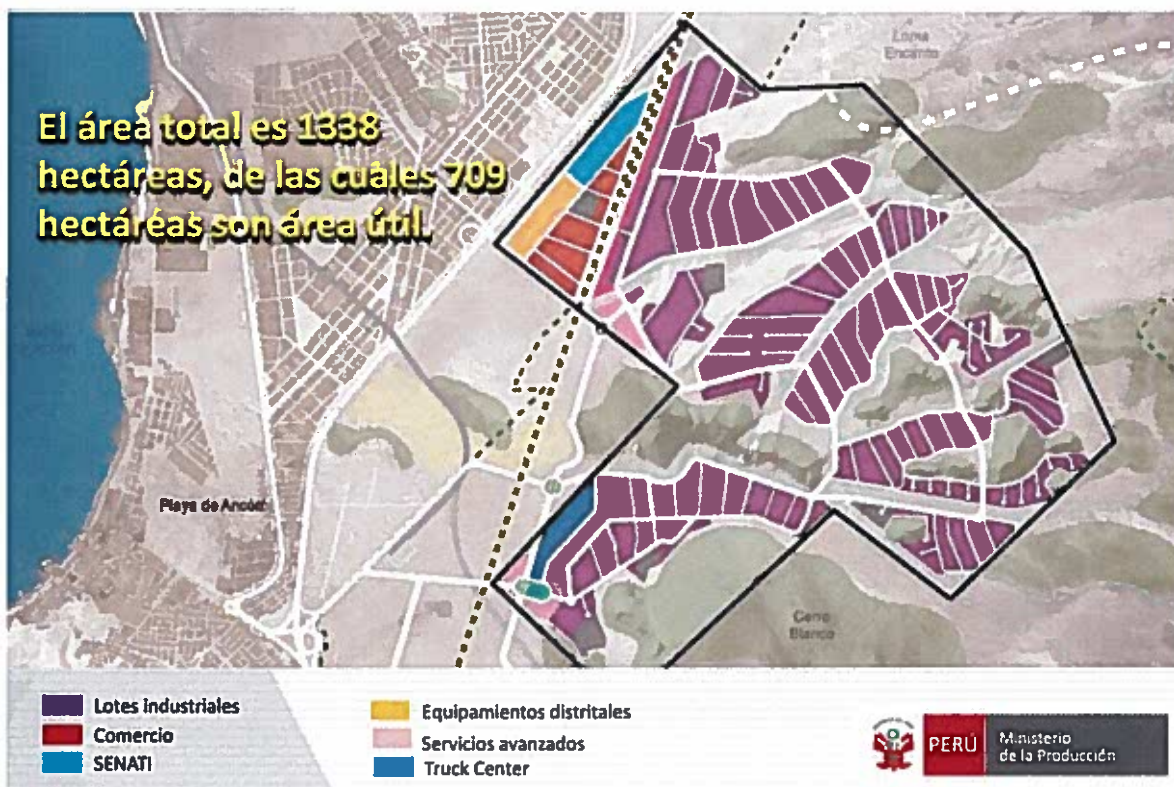 El área total es 1338
hectáreas, de las cuáles 709
hectáreas son área útil.
Loma
Encanto
Playa de Ancón
Cerro
Blanco
Lotes industriales
Comercio
SENATI
Equipamientos distritales
Servicios avanzados
Truck Center
PERÚ
Ministerio
de la Producción